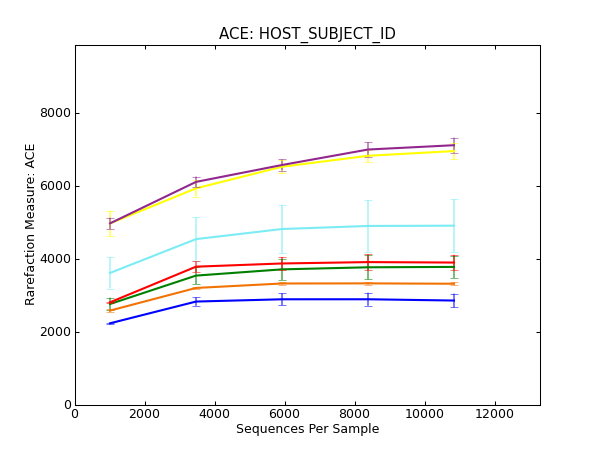 ACE: HOST_SUBJECT_ID
Rarefaction Measure: ACE
8000
6000
4000
2000
0
0 2000 4000 6000 8000 10000 12000
Sequences Per Sample